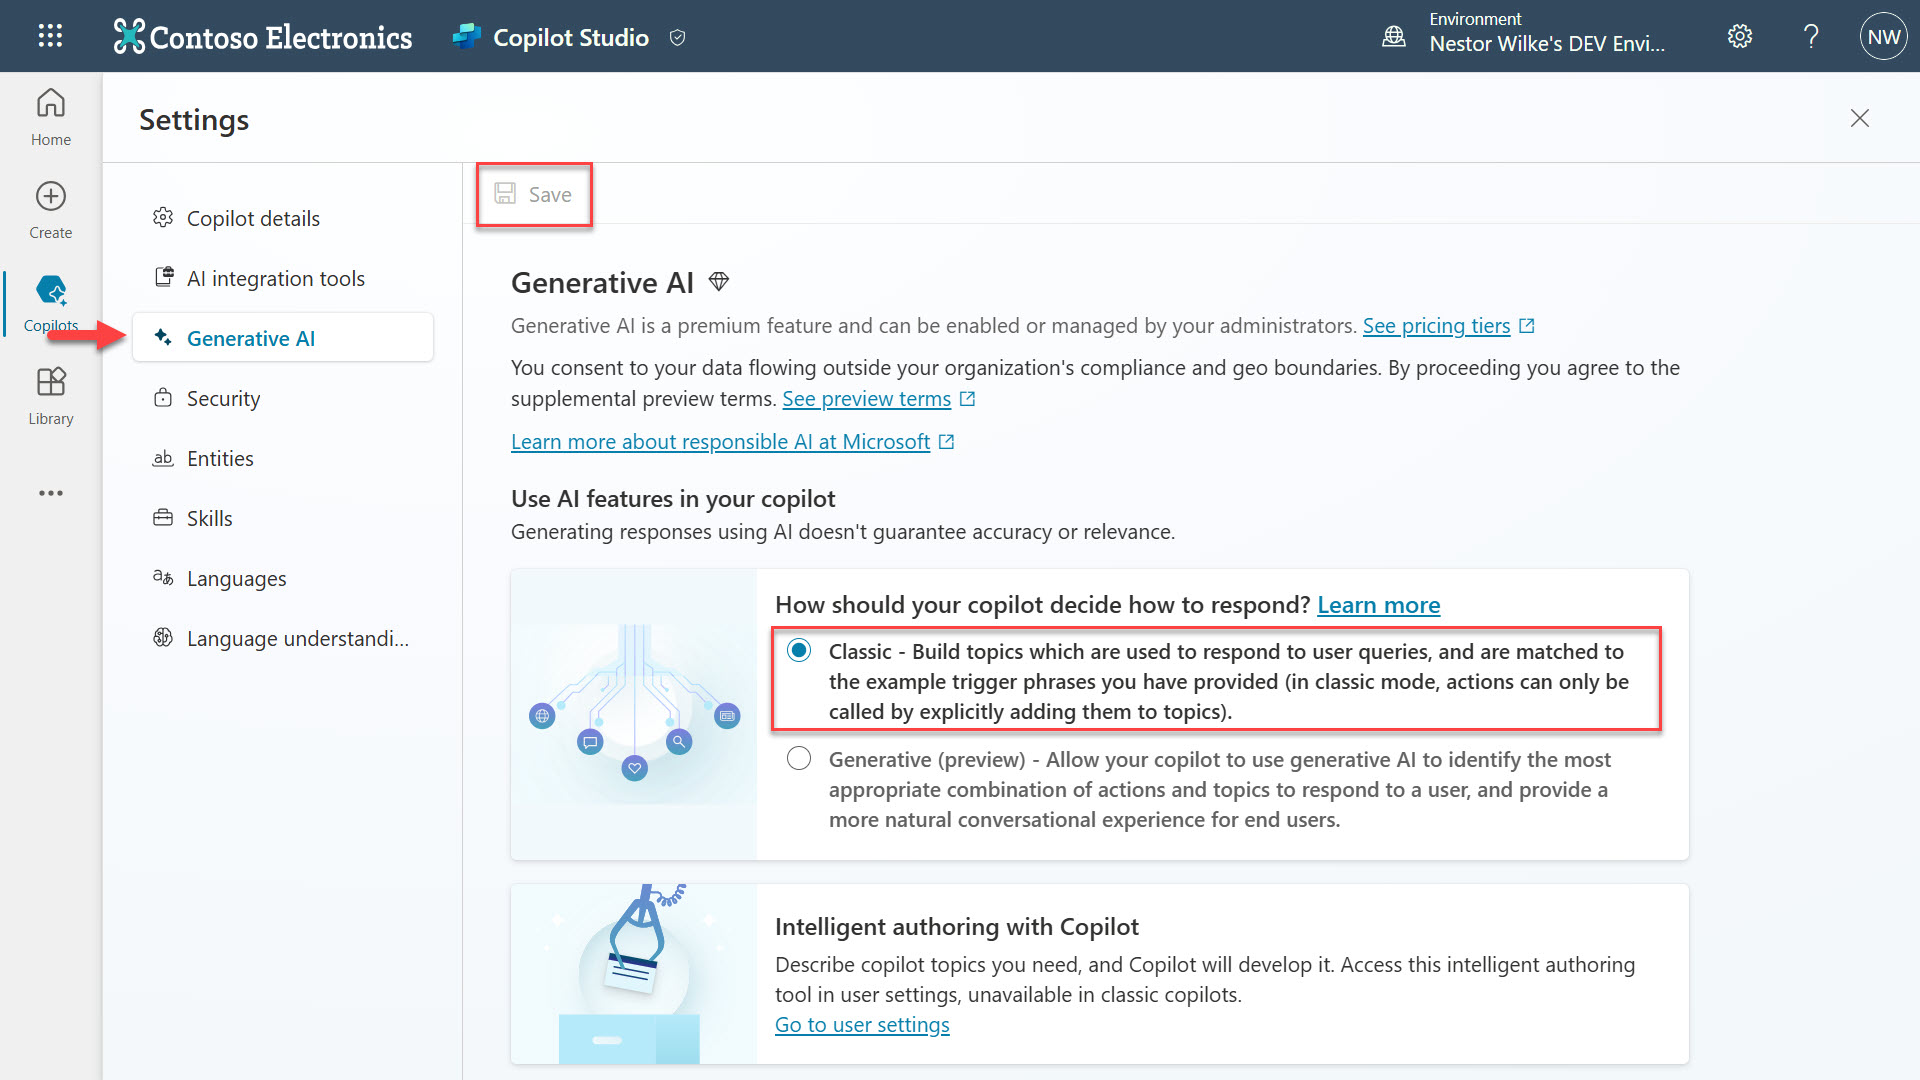 Contoso Electronics
Copilot Studio
Environment
Nestor Wilke's DEV Envi...
NW
Home
Create
Copilots
Library
Settings
Copilot details
AI integration tools
Generative AI
Security
Entities
Skills
Languages
Language understandi...
Save
Generative AI
Generative AI is a premium feature and can be enabled or managed by your administrators. See pricing tiers
You consent to your data flowing outside your organization's compliance and geo boundaries. By proceeding you agree to the
supplemental preview terms. See preview terms
Learn more about responsible AI at Microsoft
Use AI features in your copilot
Generating responses using AI doesn't guarantee accuracy or relevance.
How should your copilot decide how to respond? Learn more
Classic - Build topics which are used to respond to user queries, and are matched to
the example trigger phrases you have provided (in classic mode, actions can only be
called by explicitly adding them to topics).
Generative (preview) - Allow your copilot to use generative AI to identify the most
appropriate combination of actions and topics to respond to a user, and provide a
more natural conversational experience for end users.
Intelligent authoring with Copilot
Describe copilot topics you need, and Copilot will develop it. Access this intelligent authoring
tool in user settings, unavailable in classic copilots.
Go to user settings